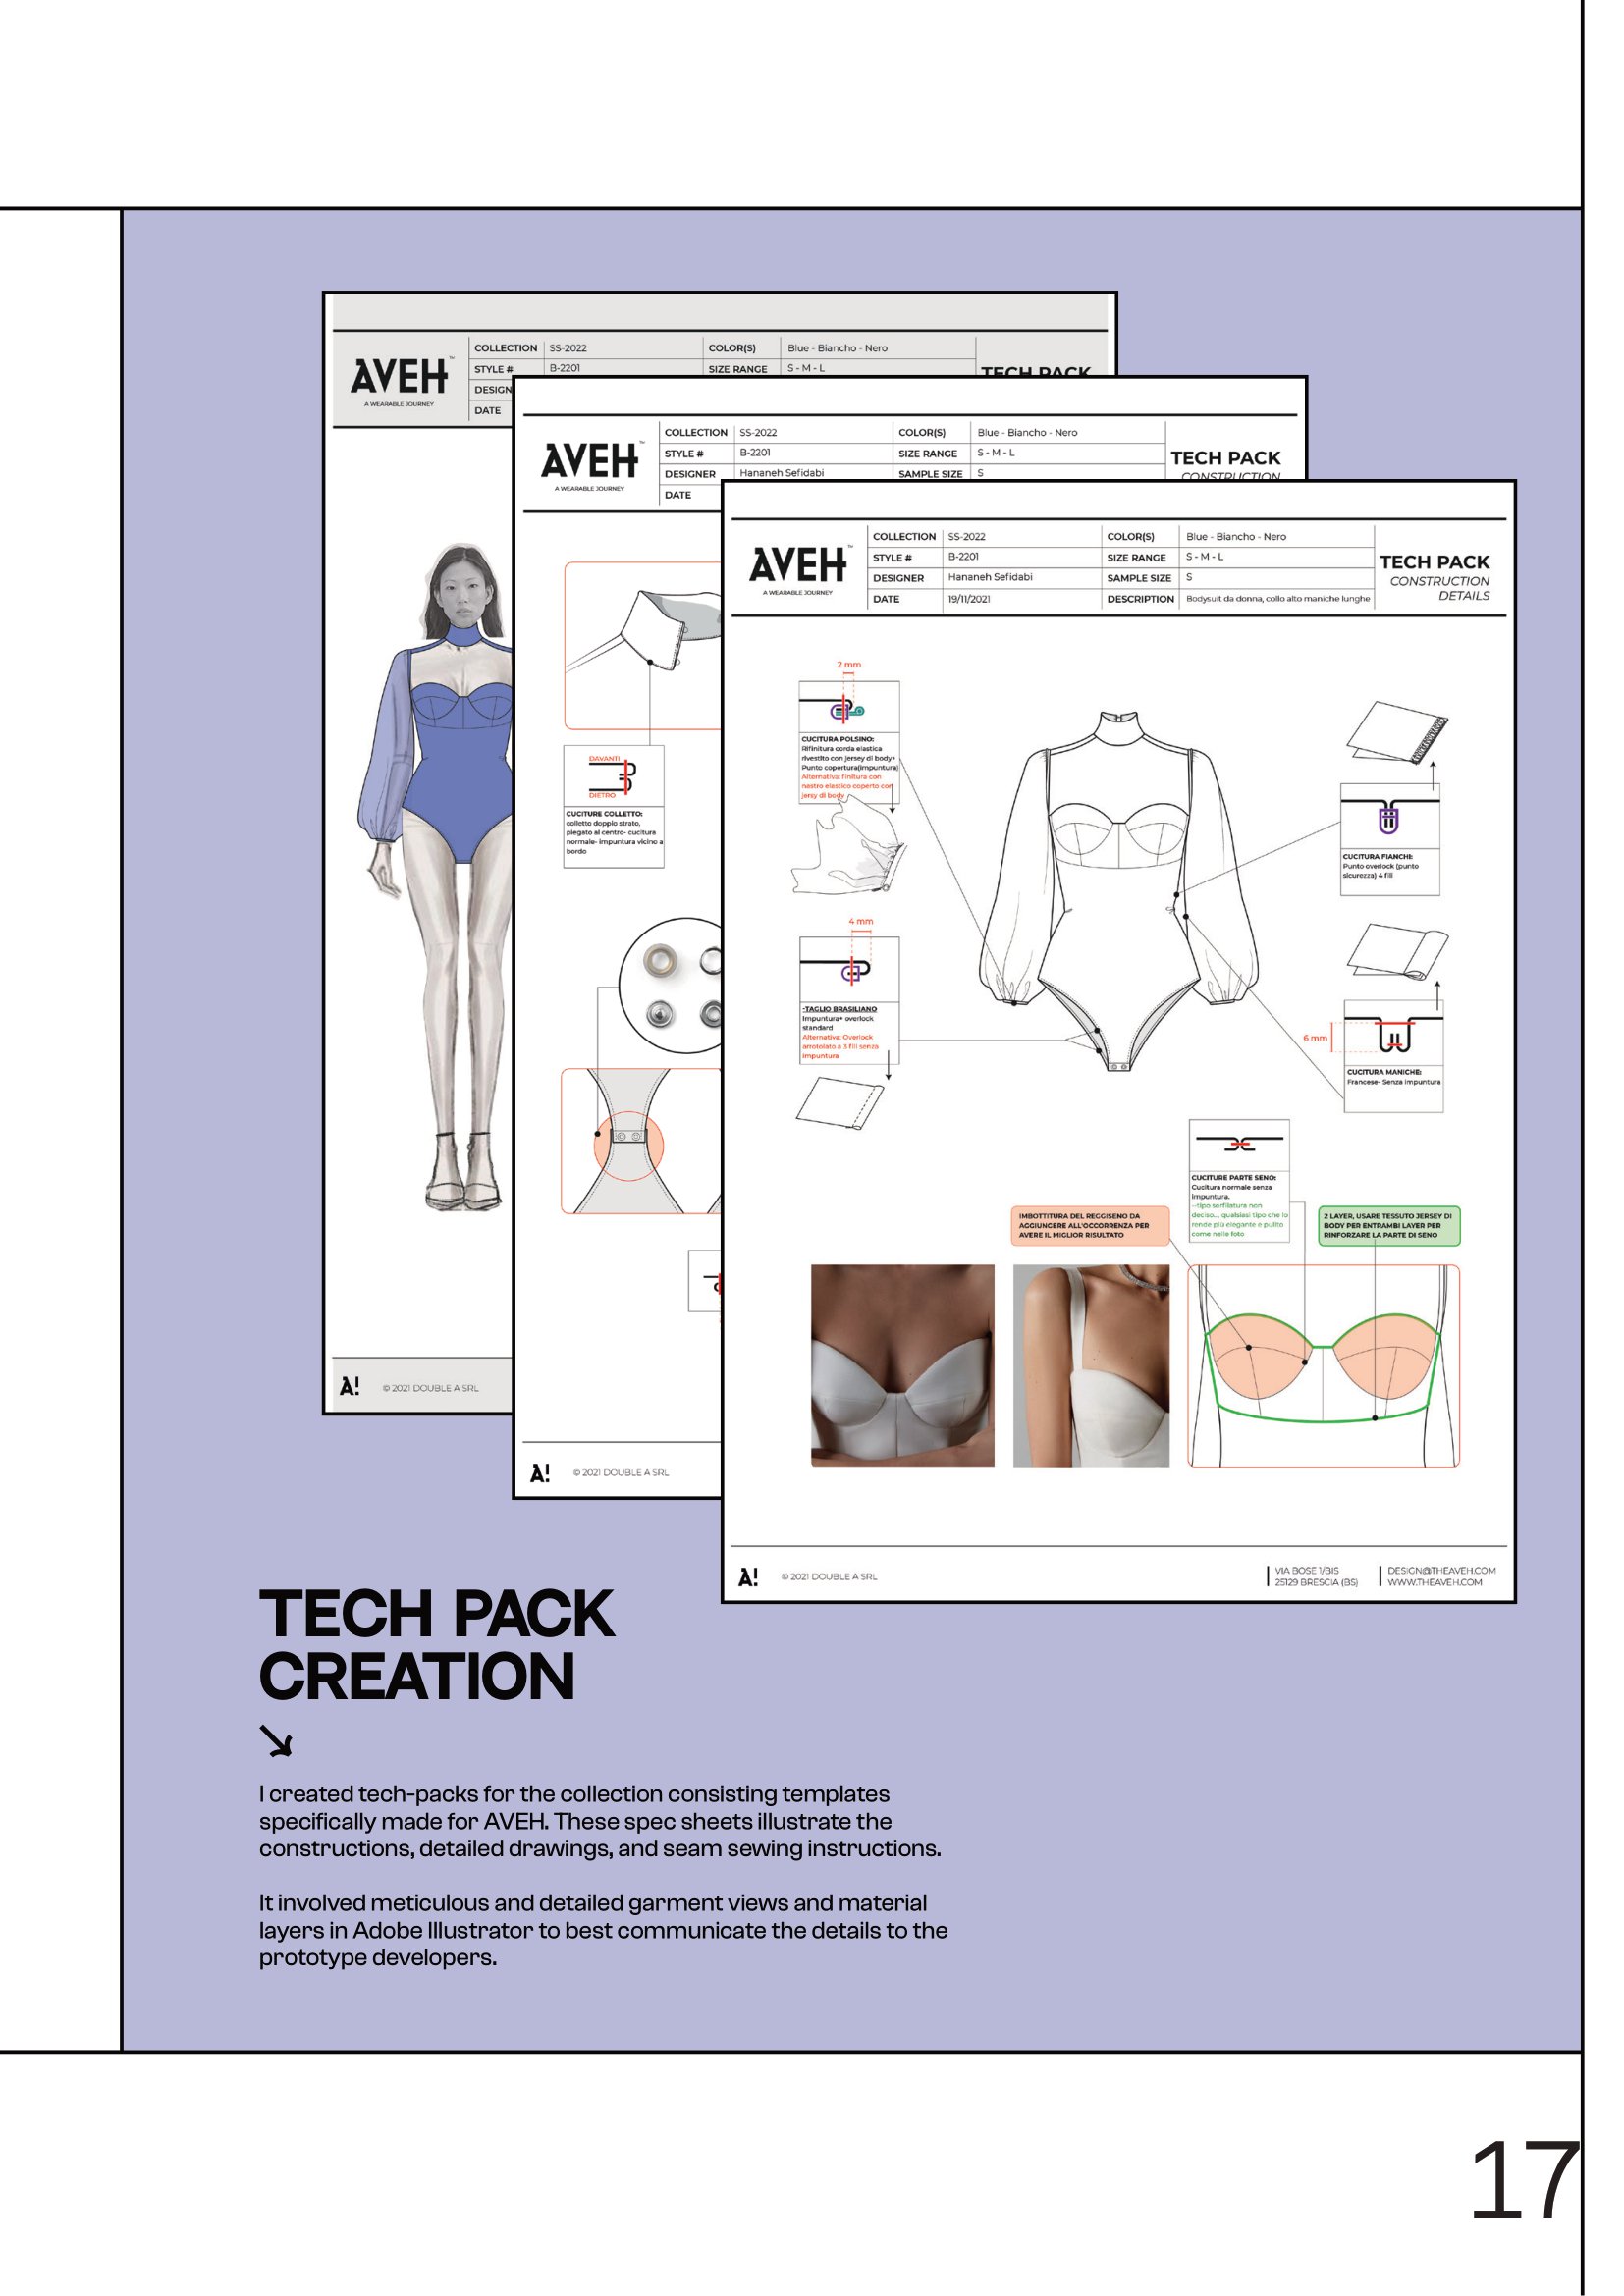 AVEH™
A WEARABLE JOURNEY
COLLECTION SS-2022 COLOR(S) Blue - Biancho - Nero
STYLE # B-2201 SIZE RANGE S - M - L
DESIGN
DATE
TECH PACK
A! © 2021 DOUBLE A SRL
AVEH™
A WEARABLE JOURNEY
COLLECTION SS-2022 COLOR(S) Blue - Biancho - Nero
STYLE # B-2201 SIZE RANGE S - M - L
DESIGNER Hananeh Sefidabi SAMPLE SIZE S
DATE
TECH PACK
CONSTRUCTION
DAVANTI
DIETRO
CUCITURE COLLETTO:
colletto doppio strato,
piegato al centro- cucitura
normale- impuntura vicino a
bordo
A! © 2021 DOUBLE A SRL
AVEH™
A WEARABLE JOURNEY
COLLECTION SS-2022 COLOR(S) Blue - Biancho - Nero
STYLE # B-2201 SIZE RANGE S - M - L
DESIGNER Hananeh Sefidabi SAMPLE SIZE S
DATE 19/11/2021 DESCRIPTION Bodysuit da donna, collo alto maniche lunghe
TECH PACK
CONSTRUCTION
DETAILS
2 mm
CUCITURA POLSINO:
Rifinitura corda elastica
rivestito con jersey di body+
Punto copertura(impuntura)
Alternativa: finitura con
nastro elastico coperto con
jersy di body
CUCITURA FIANCHI:
Punto overlock (punto
sicurezza) 4 fili
4 mm
-TAGLIO BRASILIANO
Impuntura+ overlock
standard
Alternativa: Overlock
arrotolato a 3 fili senza
impuntura
6 mm
CUCITURA MANICHE:
Francese- Senza impuntura
CUCITURE PARTE SENO:
Cucitura normale senza
impuntura.
--tipo sorfilatura non
deciso... qualsiasi tipo che lo
rende più elegante e pulito
come nelle foto
IMBOTTITURA DEL REGGISENO DA
AGGIUNGERE ALL'OCCORRENZA PER
AVERE IL MIGLIOR RISULTATO
2 LAYER, USARE TESSUTO JERSEY DI
BODY PER ENTRAMBI LAYER PER
RINFORZARE LA PARTE DI SENO
A! © 2021 DOUBLE A SRL
VIA BOSE 1/BIS
25129 BRESCIA (BS)
DESIGN@THEAVEH.COM
WWW.THEAVEH.COM
TECH PACK
CREATION
I created tech-packs for the collection consisting templates
specifically made for AVEH. These spec sheets illustrate the
constructions, detailed drawings, and seam sewing instructions.
It involved meticulous and detailed garment views and material
layers in Adobe Illustrator to best communicate the details to the
prototype developers.
17